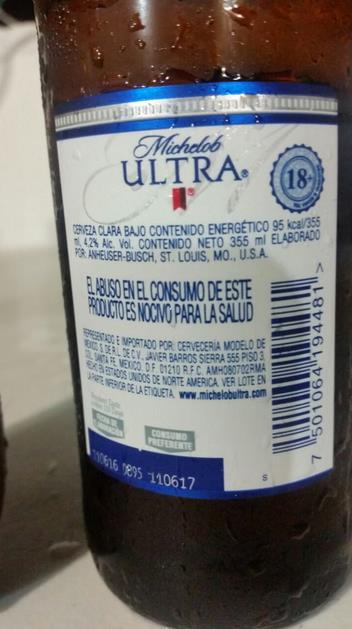 Michelob
ULTRA®
18+
CERVEZA CLARA BAJO CONTENIDO ENERGÉTICO 95 kcal/355
ml, 4,2% Alc. Vol. CONTENIDO NETO 355 ml ELABORADO
POR: ANHEUSER-BUSCH, ST. LOUIS, MO., U.S.A.
EL ABUSO EN EL CONSUMO DE ESTE
PRODUCTO ES NOCIVO PARA LA SALUD
REPRESENTADO E IMPORTADO POR: CERVECERÍA MODELO DE
MÉXICO, S. DE R.L. DE C.V., JAVIER BARROS SIERRA 555 PISO 3,
COL. SANTA FE, MÉXICO, D.F. 01210 R.F.C. AMH080702RMA
HECHO EN ESTADOS UNIDOS DE NORTE AMERICA. VER LOTE EN
LA PARTE INFERIOR DE LA ETIQUETA. www.michelobultra.com
FECHA DE
CONSUMO
PREFERENTE
110616 0895 110617
S
7 501064 194481 >